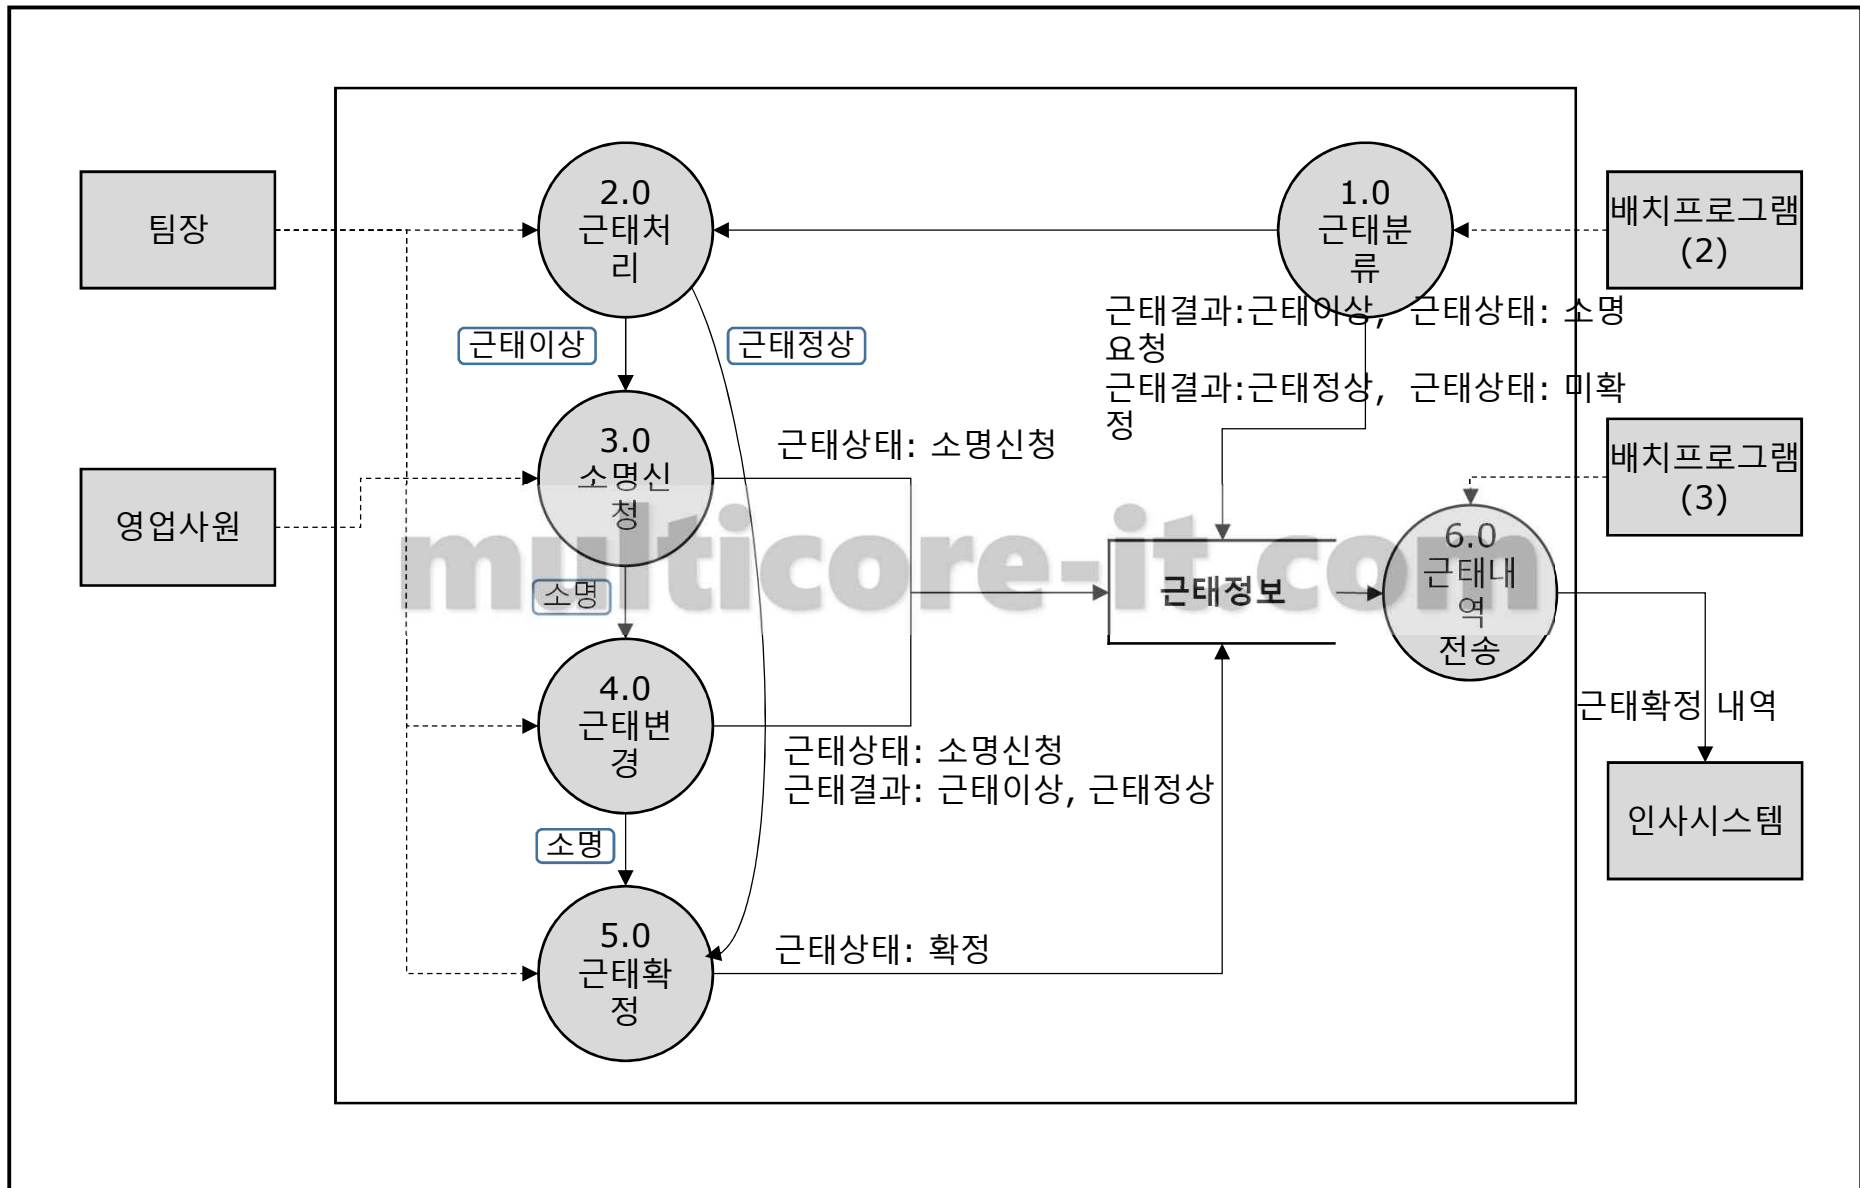 팀장
2.0
근태처
리
1.0
근태분
류
배치프로그램
(2)
근태이상
근태정상
근태결과:근태이상, 근태상태: 소명
요청
근태결과:근태정상, 근태상태: 미확
정
영업사원
3.0
소명신
청
근태상태: 소명신청
배치프로그램
(3)
multicore-it.com
소명
근태정보
6.0
근태내
역
전송
4.0
근태변
경
근태상태: 소명신청
근태결과: 근태이상, 근태정상
근태확정 내역
인사시스템
소명
5.0
근태확
정
근태상태: 확정